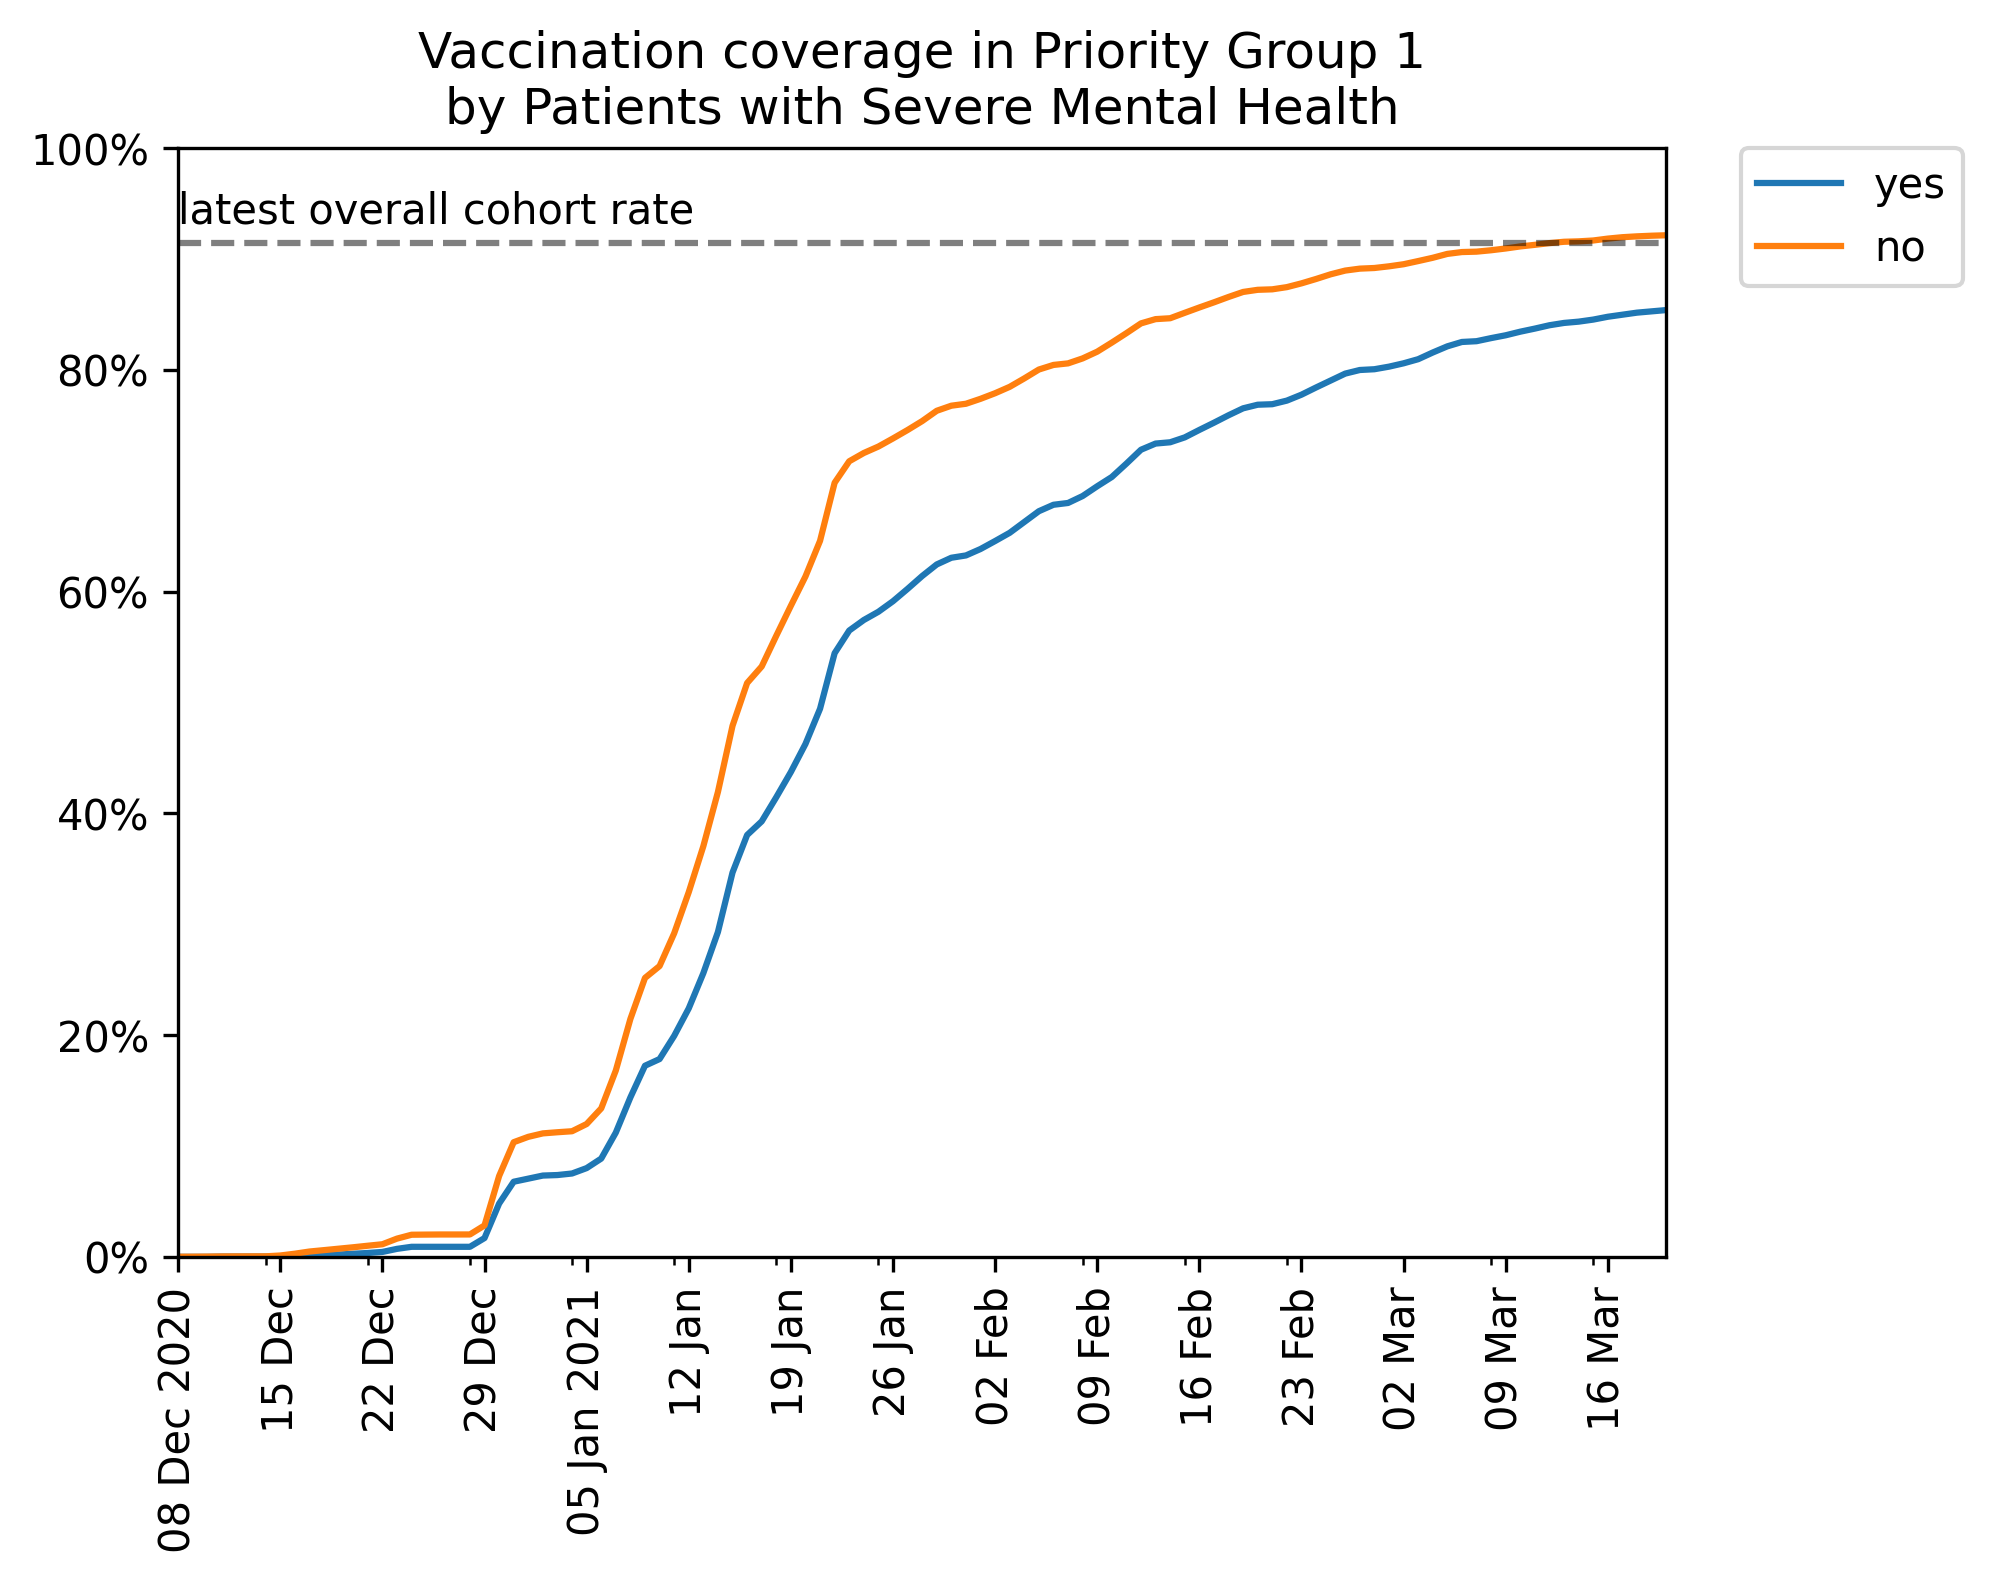 Vaccination coverage in Priority Group 1
by Patients with Severe Mental Health
100%
latest overall cohort rate
80%
60%
40%
20%
0%
08 Dec 2020
15 Dec
22 Dec
29 Dec
05 Jan 2021
12 Jan
19 Jan
26 Jan
02 Feb
09 Feb
16 Feb
23 Feb
02 Mar
09 Mar
16 Mar
yes
no